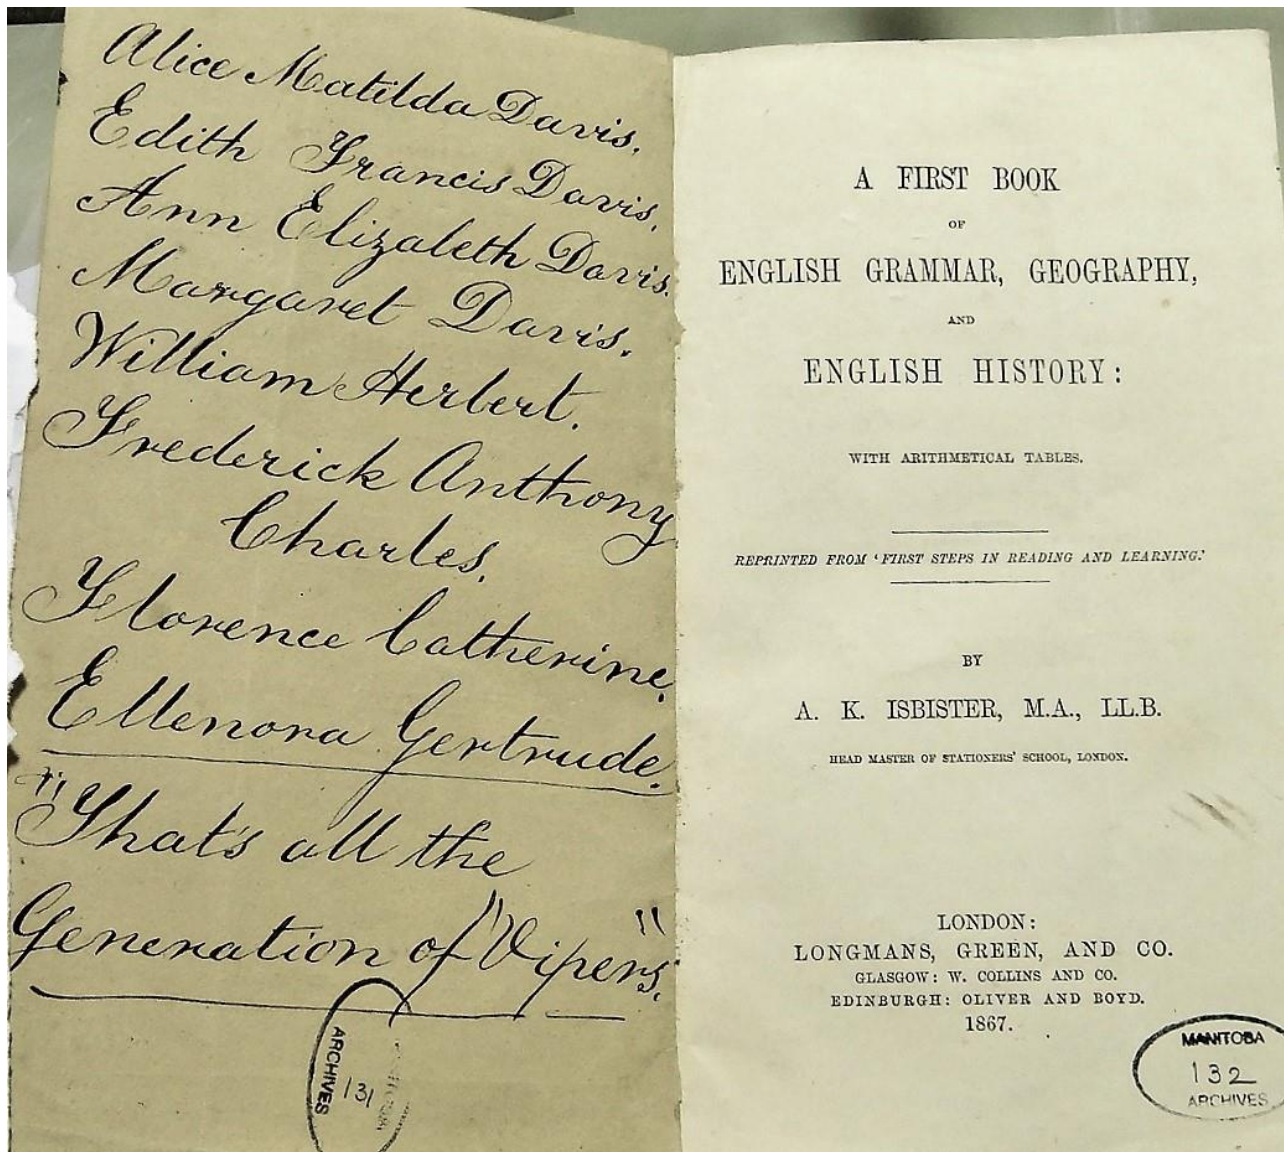 Alice Matilda Davis.
Edith Francis Davis.
Ann Elizabeth Davis.
Margaret Davis.
William Herbert.
Frederick Anthony
Charles.
Florence Catherine.
Ellenora Gertrude.
"That's all the
Generation of "Vipers."
ARCHIVES
131
A FIRST BOOK
OF
ENGLISH GRAMMAR, GEOGRAPHY,
AND
ENGLISH HISTORY:
WITH ARITHMETICAL TABLES.
REPRINTED FROM 'FIRST STEPS IN READING AND LEARNING.'
BY
A. K. ISBISTER, M.A., LL.B.
HEAD MASTER OF STATIONERS' SCHOOL, LONDON.
LONDON:
LONGMANS, GREEN, AND CO.
GLASGOW: W. COLLINS AND CO.
EDINBURGH: OLIVER AND BOYD.
1867.
MANITOBA
132
ARCHIVES